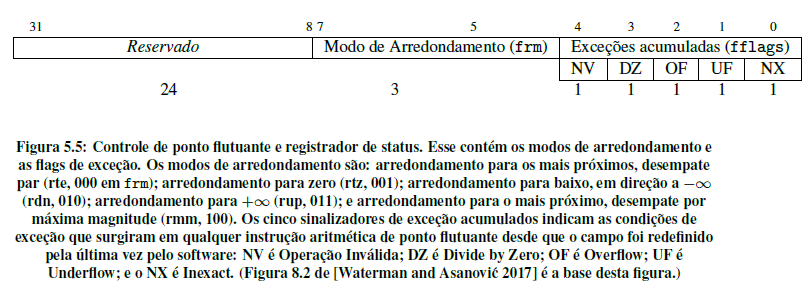 31 8 7 5 4 3 2 1 0
Reservado Modo de Arredondamento (frm) Exceções acumuladas (fflags)
NV DZ OF UF NX
24 3 1 1 1 1 1
Figura 5.5: Controle de ponto flutuante e registrador de status. Esse contém os modos de arredondamento e
as flags de exceção. Os modos de arredondamento são: arredondamento para os mais próximos, desempate
par (rte, 000 em frm); arredondamento para zero (rtz, 001); arredondamento para baixo, em direção a −∞
(rdn, 010); arredondamento para +∞ (rup, 011); e arredondamento para o mais próximo, desempate por
máxima magnitude (rmm, 100). Os cinco sinalizadores de exceção acumulados indicam as condições de
exceção que surgiram em qualquer instrução aritmética de ponto flutuante desde que o campo foi redefinido
pela última vez pelo software: NV é Operação Inválida; DZ é Divide by Zero; OF é Overflow; UF é
Underflow; e o NX é Inexact. (Figura 8.2 de [Waterman and Asanović 2017] é a base desta figura.)